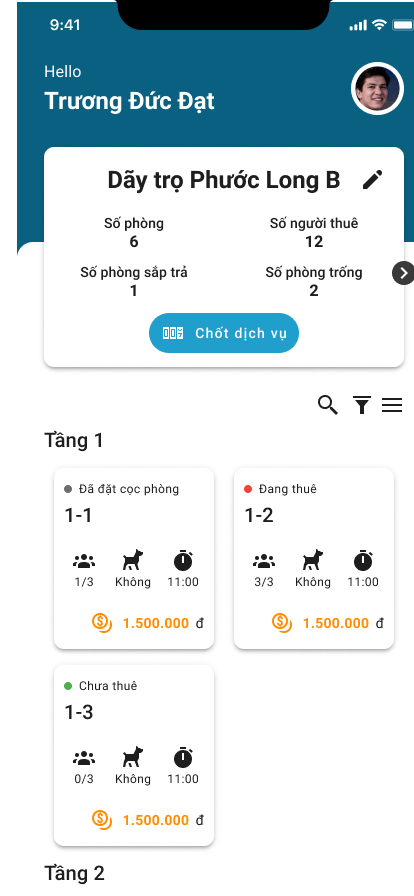 9:41
Hello
Trương Đức Đạt
Dãy trọ Phước Long B
Số phòng
6
Số người thuê
12
Số phòng sắp trả
1
Số phòng trống
2
Chốt dịch vụ
Tầng 1
Đã đặt cọc phòng
1-1
1/3 Không 11:00
1.500.000 đ
Đang thuê
1-2
3/3 Không 11:00
1.500.000 đ
Chưa thuê
1-3
0/3 Không 11:00
1.500.000 đ
Tầng 2